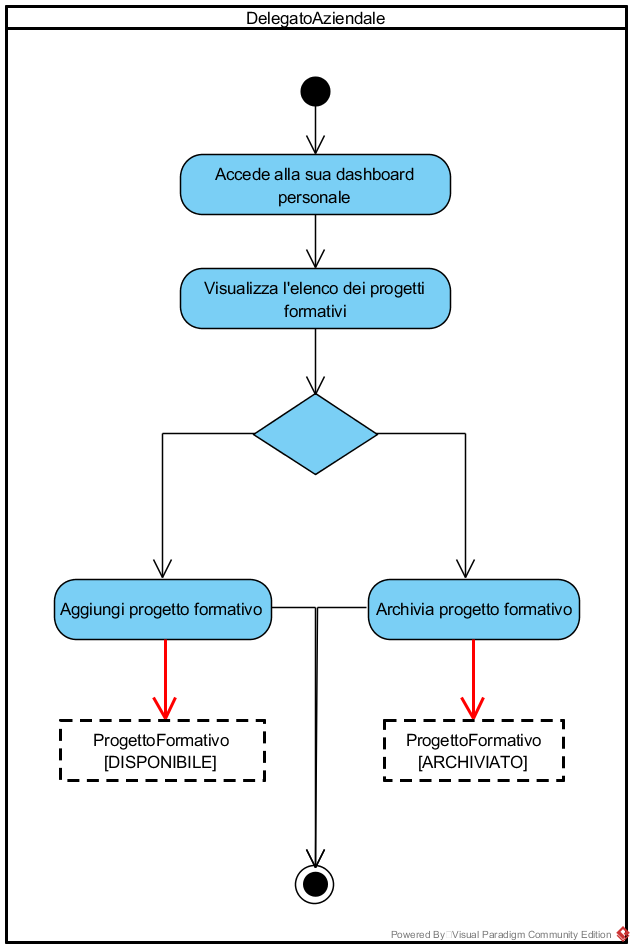 DelegatoAziendale
Accede alla sua dashboard
personale
Visualizza l'elenco dei progetti
formativi
Aggiungi progetto formativo
Archivia progetto formativo
ProgettoFormativo
[DISPONIBILE]
ProgettoFormativo
[ARCHIVIATO]
Powered By Visual Paradigm Community Edition